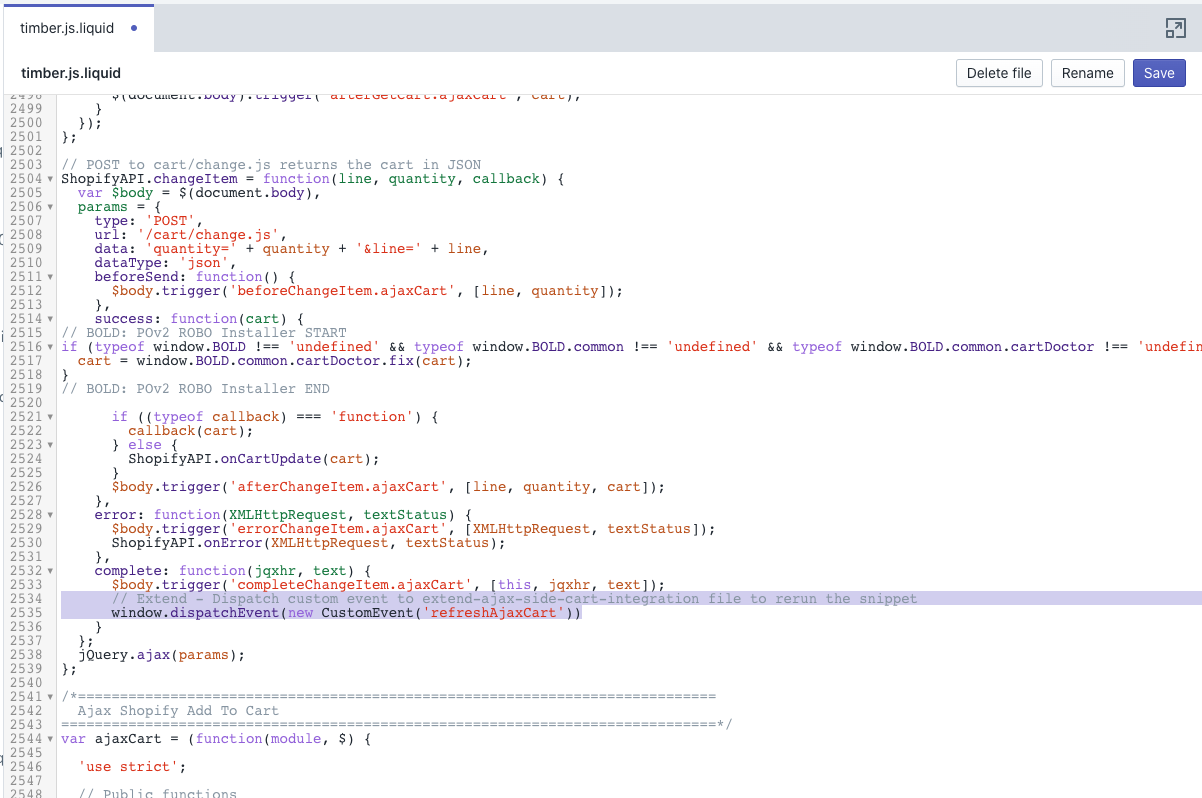 timber.js.liquid
timber.js.liquid
Delete file Rename Save
2498 $(document.body).trigger('afterGetCart.ajaxCart', cart);
2499 }
2500 });
2501 };
2502
2503 // POST to cart/change.js returns the cart in JSON
2504 ShopifyAPI.changeItem = function(line, quantity, callback) {
2505 var $body = $(document.body),
2506 params = {
2507 type: 'POST',
2508 url: '/cart/change.js',
2509 data: 'quantity=' + quantity + '&line=' + line,
2510 dataType: 'json',
2511 beforeSend: function() {
2512 $body.trigger('beforeChangeItem.ajaxCart', [line, quantity]);
2513 },
2514 success: function(cart) {
2515 // BOLD: POv2 ROBO Installer START
2516 if (typeof window.BOLD !== 'undefined' && typeof window.BOLD.common !== 'undefined' && typeof window.BOLD.common.cartDoctor !== 'undefin
2517 cart = window.BOLD.common.cartDoctor.fix(cart);
2518 }
2519 // BOLD: POv2 ROBO Installer END
2520
2521 if ((typeof callback) === 'function') {
2522 callback(cart);
2523 } else {
2524 ShopifyAPI.onCartUpdate(cart);
2525 }
2526 $body.trigger('afterChangeItem.ajaxCart', [line, quantity, cart]);
2527 },
2528 error: function(XMLHttpRequest, textStatus) {
2529 $body.trigger('errorChangeItem.ajaxCart', [XMLHttpRequest, textStatus]);
2530 ShopifyAPI.onError(XMLHttpRequest, textStatus);
2531 },
2532 complete: function(jqxhr, text) {
2533 $body.trigger('completeChangeItem.ajaxCart', [this, jqxhr, text]);
2534 // Extend - Dispatch custom event to extend-ajax-side-cart-integration file to rerun the snippet
2535 window.dispatchEvent(new CustomEvent('refreshAjaxCart'))
2536 }
2537 };
2538 jQuery.ajax(params);
2539 };
2540
2541 /*==============================================================================
2542 Ajax Shopify Add To Cart
2543 ==============================================================================*/
2544 var ajaxCart = (function(module, $) {
2545
2546 'use strict';
2547
2548 // Public functions